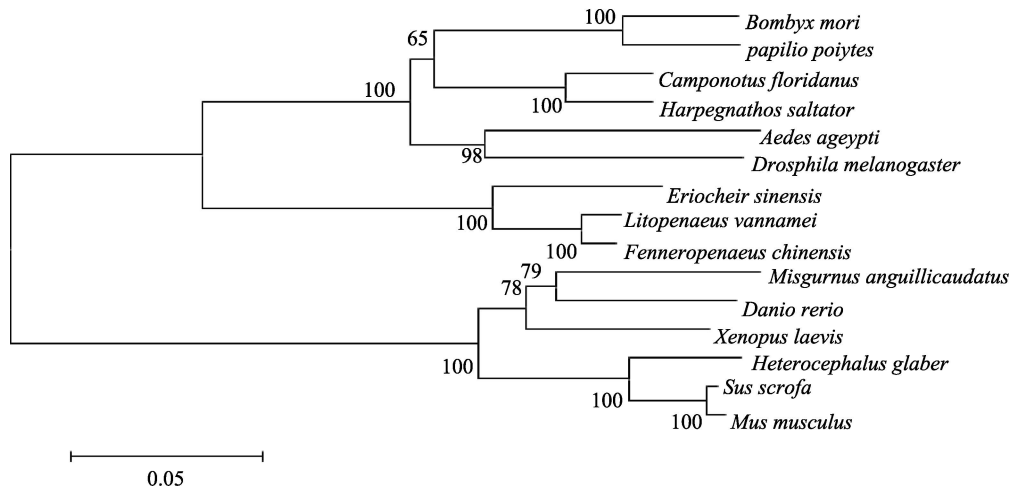 100
Bombyx mori
65
papilio poiytes
Camponotus floridanus
100
100
Harpegnathos saltator
Aedes ageypti
98
Drosphila melanogaster
Eriocheir sinensis
100
Litopenaeus vannamei
100
Fenneropenaeus chinensis
79
Misgurnus anguillicaudatus
78
Danio rerio
Xenopus laevis
100
Heterocephalus glaber
Sus scrofa
100
100
Mus musculus
0.05